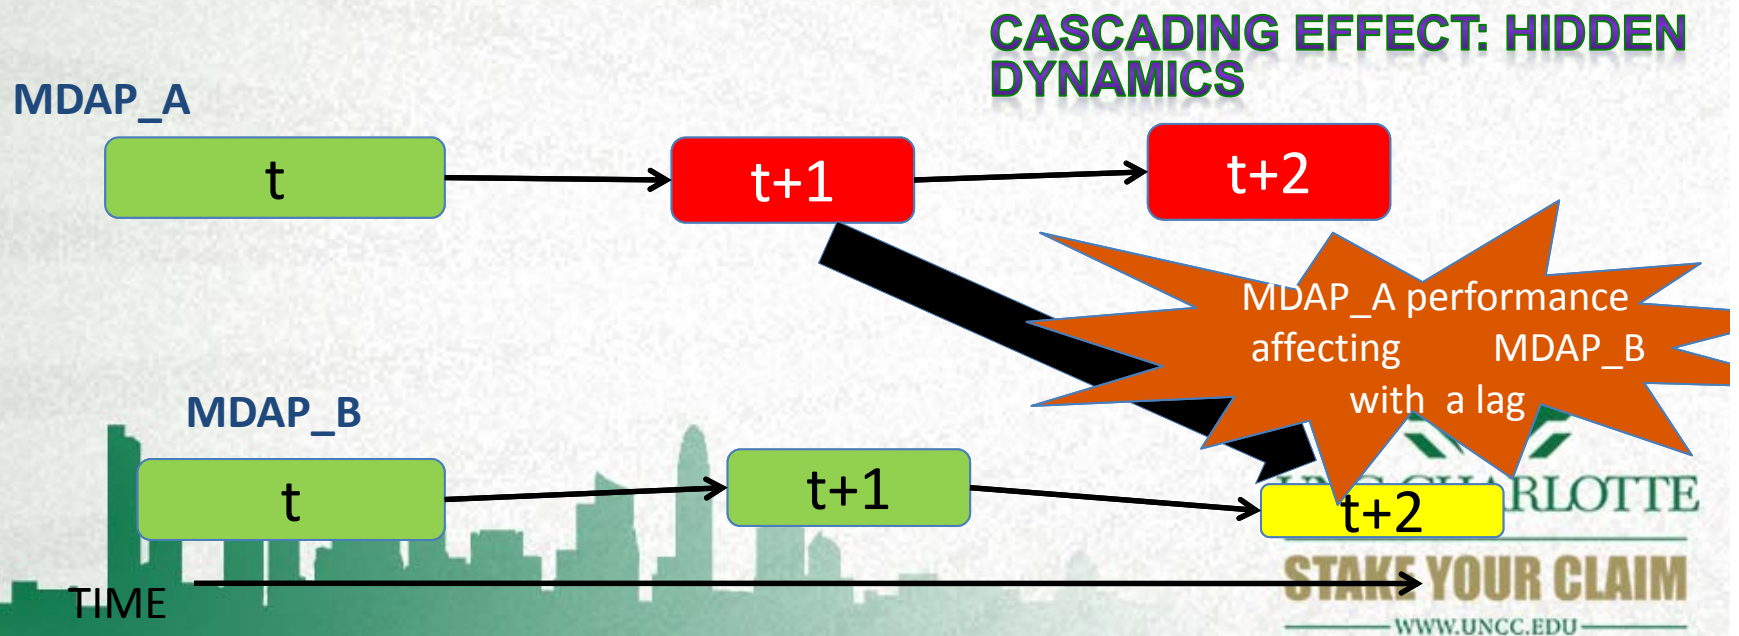 CASCADING EFFECT: HIDDEN
DYNAMICS
MDAP_A
t
t+1
t+2
MDAP_A performance
affecting MDAP_B
with a lag
MDAP_B
t
t+1
t+2
CHARLOTTE
STAKE YOUR CLAIM
WWW.UNCC.EDU
TIME